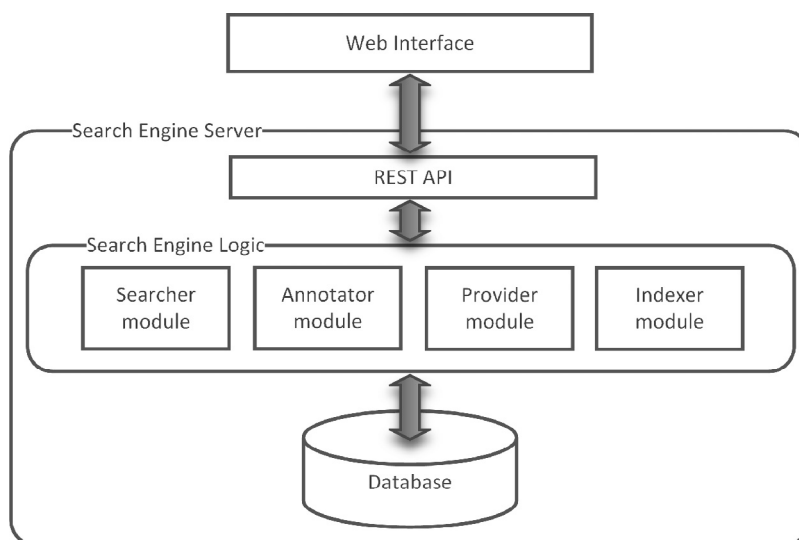 Web Interface
Search Engine Server
REST API
Search Engine Logic
Searcher
module
Annotator
module
Provider
module
Indexer
module
Database